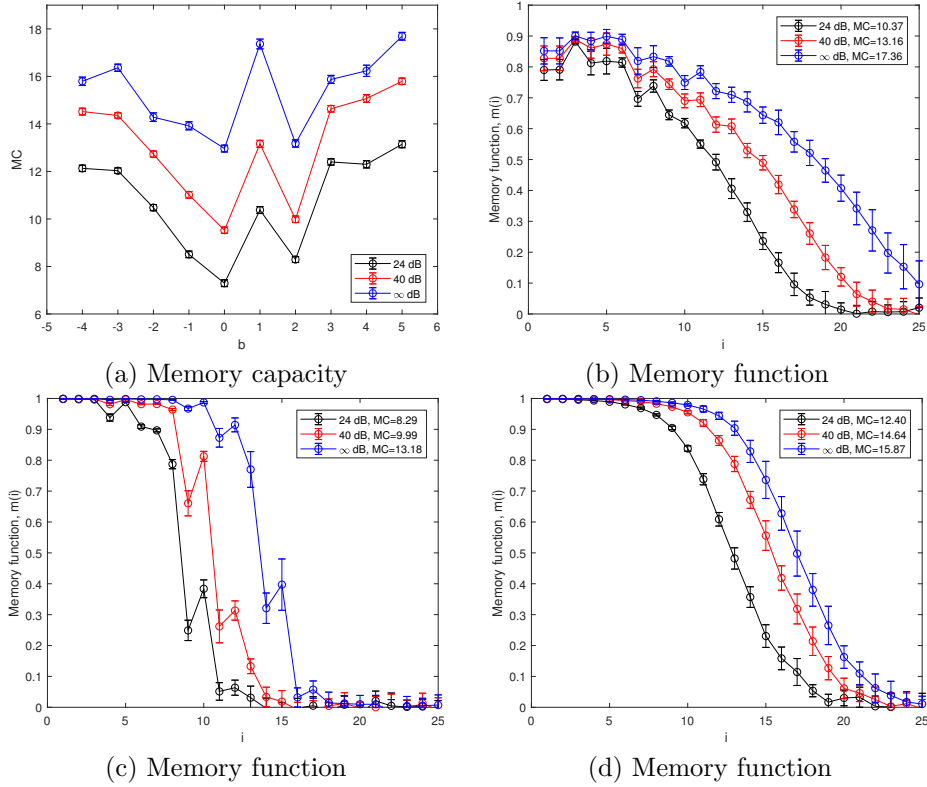 18
16
14
12
10
8
6
MC
-5 -4 -3 -2 -1 0 1 2 3 4 5 6
b
24 dB
40 dB
∞ dB
(a) Memory capacity
1
0.9
0.8
0.7
0.6
0.5
0.4
0.3
0.2
0.1
0
Memory function, m(i)
0 5 10 15 20 25
i
24 dB, MC=10.37
40 dB, MC=13.16
∞ dB, MC=17.36
(b) Memory function
1
0.9
0.8
0.7
0.6
0.5
0.4
0.3
0.2
0.1
0
Memory function, m(i)
0 5 10 15 20 25
i
24 dB, MC=8.29
40 dB, MC=9.99
∞ dB, MC=13.18
(c) Memory function
1
0.9
0.8
0.7
0.6
0.5
0.4
0.3
0.2
0.1
0
Memory function, m(i)
0 5 10 15 20 25
i
24 dB, MC=12.40
40 dB, MC=14.64
∞ dB, MC=15.87
(d) Memory function